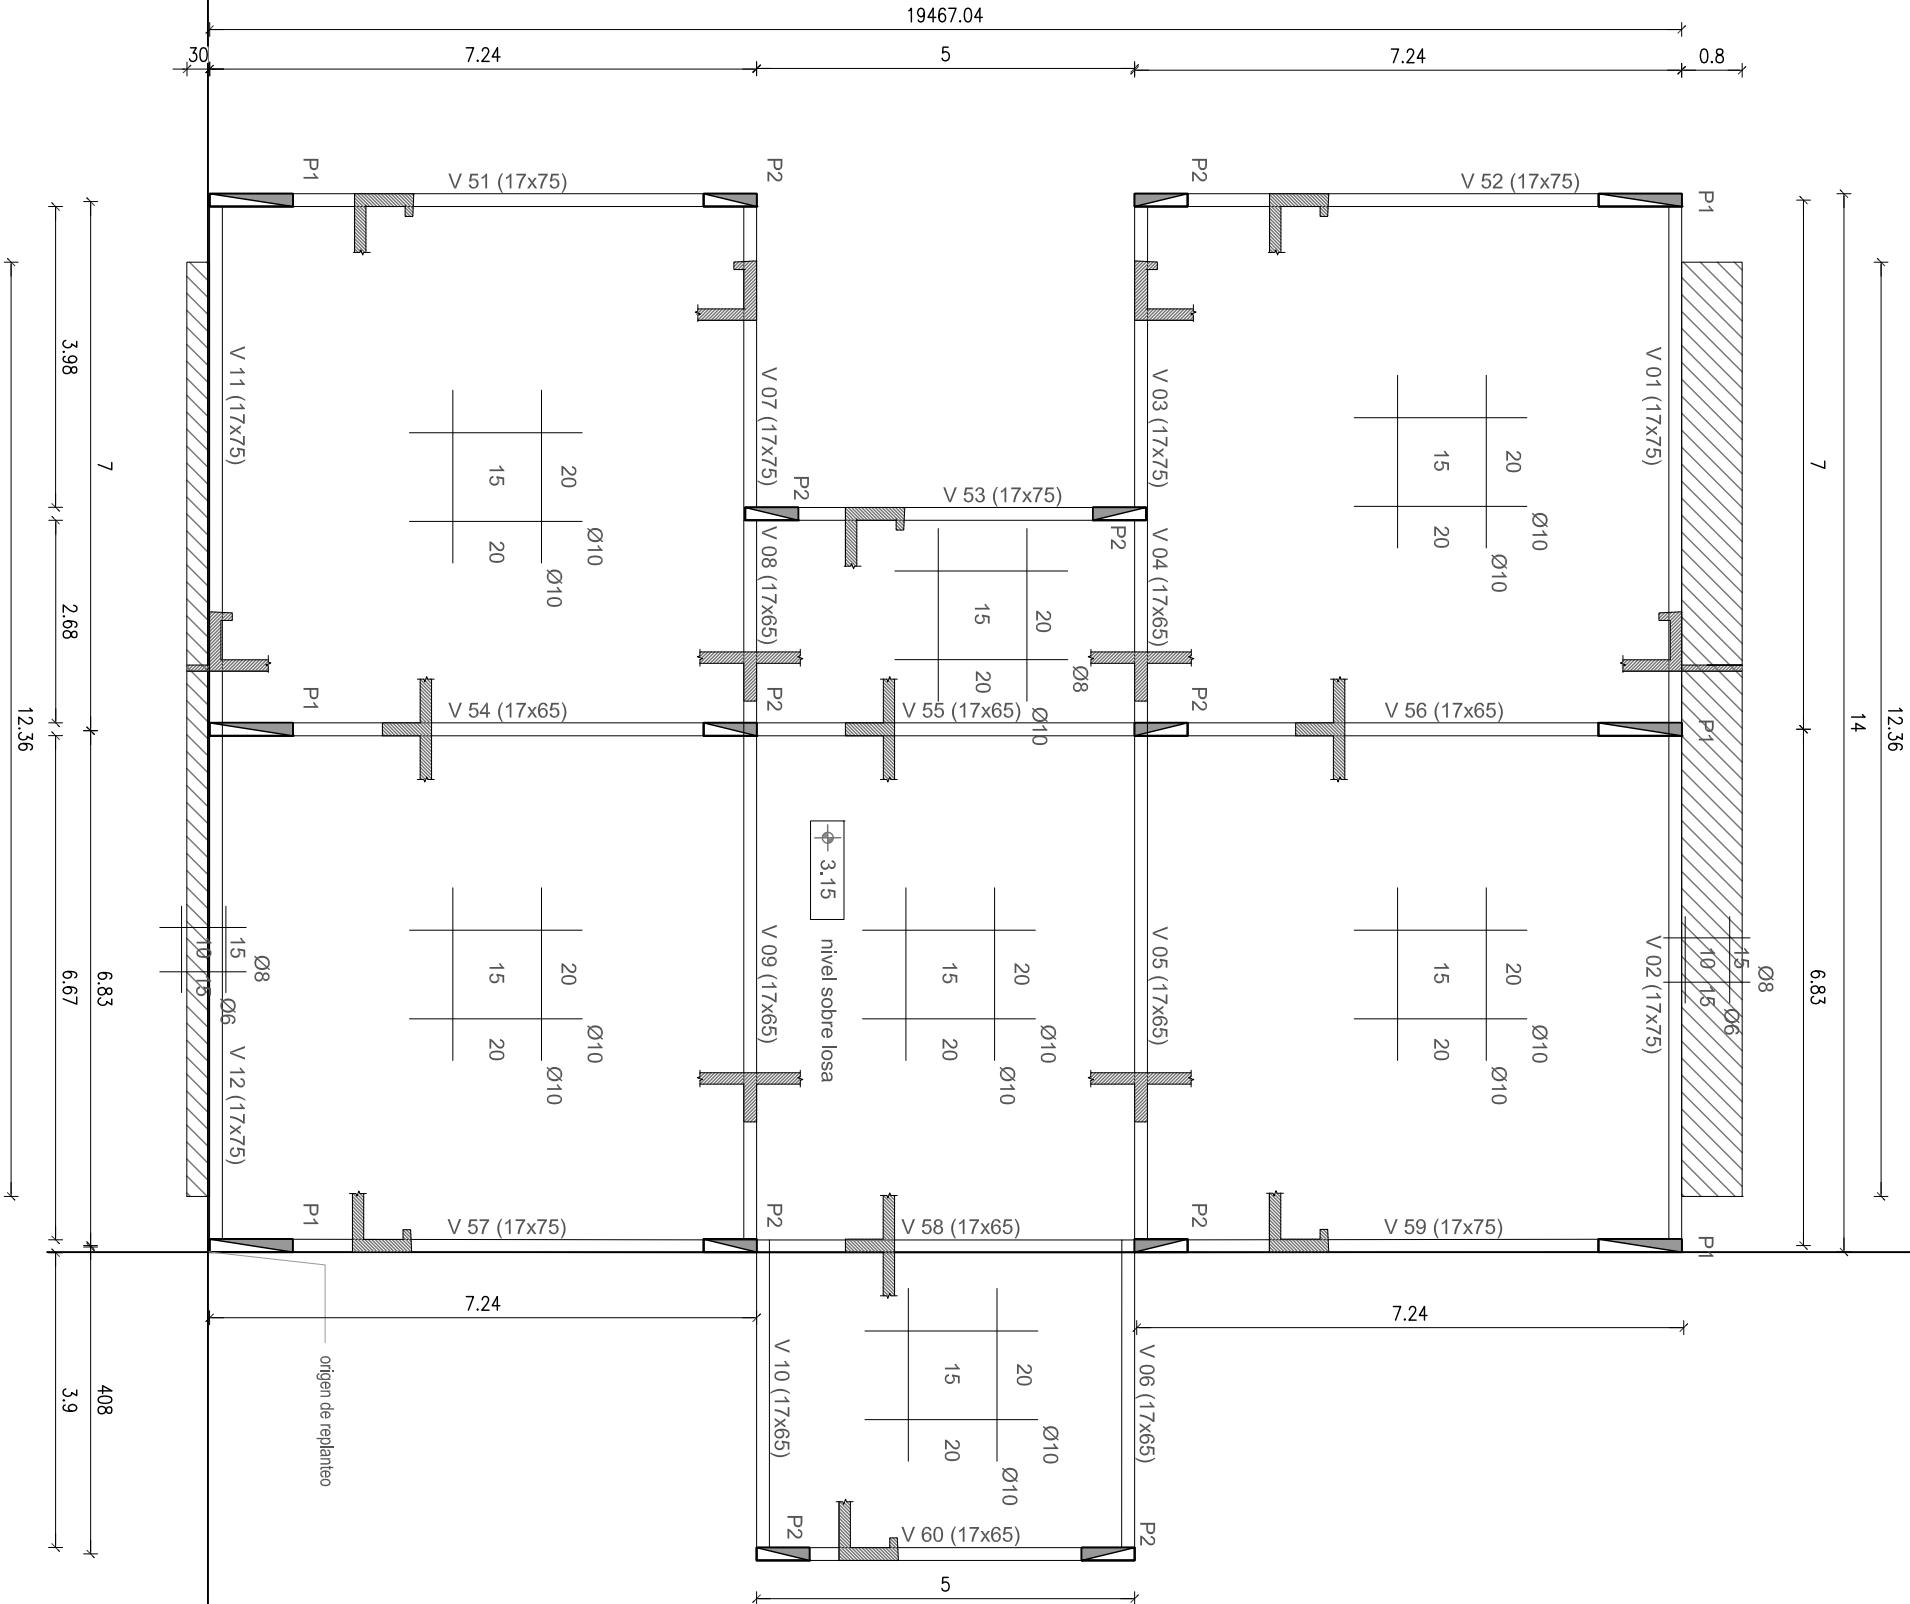 19467.04
30
7.24
5
7.24
0.8
P1
V 51 (17x75)
P2
P2
V 52 (17x75)
P1
3.98
7
V 11 (17x75)
V 07 (17x75)
V 03 (17x75)
V 01 (17x75)
7
15
20
20
Ø10
Ø10
15
20
20
Ø10
Ø10
P2
V 53 (17x75)
P2
V 08 (17x65)
V 04 (17x65)
15
20
20
Ø8
Ø10
2.68
12.36
P1
V 54 (17x65)
P2
V 55 (17x65)
P2
V 56 (17x65)
P1
14
12.36
3.15
nivel sobre losa
V 09 (17x65)
V 05 (17x65)
V 02 (17x75)
15
20
20
Ø10
Ø10
15
20
20
Ø10
Ø10
15
20
20
Ø10
Ø10
6.83
6.67
10
15
15
Ø8
Ø6
10
15
15
Ø8
Ø6
6.83
V 12 (17x75)
P1
V 57 (17x75)
P2
V 58 (17x65)
P2
V 59 (17x75)
P1
7.24
7.24
origen de replanteo
408
3.9
V 10 (17x65)
V 06 (17x65)
15
20
20
Ø10
Ø10
P2
V 60 (17x65)
P2
5